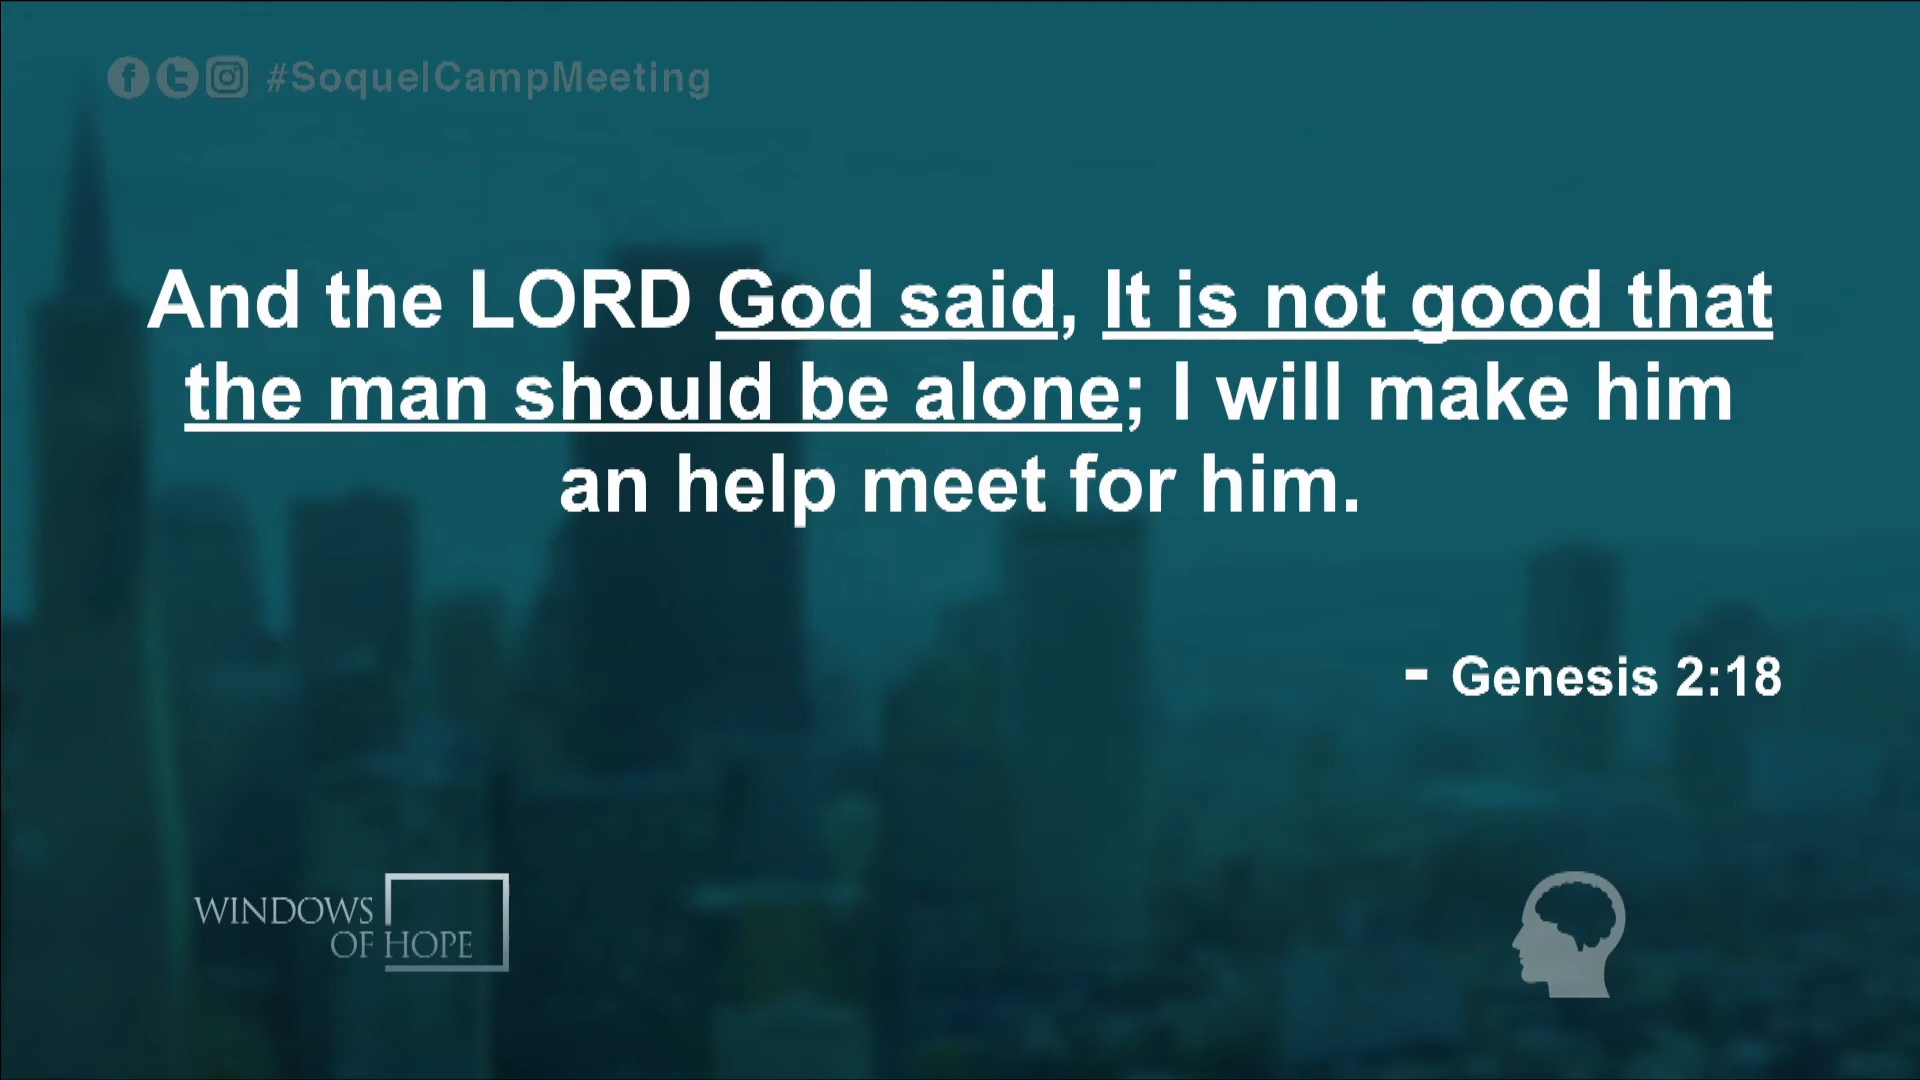 #SoquelCampMeeting
And the LORD God said, It is not good that
the man should be alone; I will make him
an help meet for him.
- Genesis 2:18
WINDOWS
OF HOPE